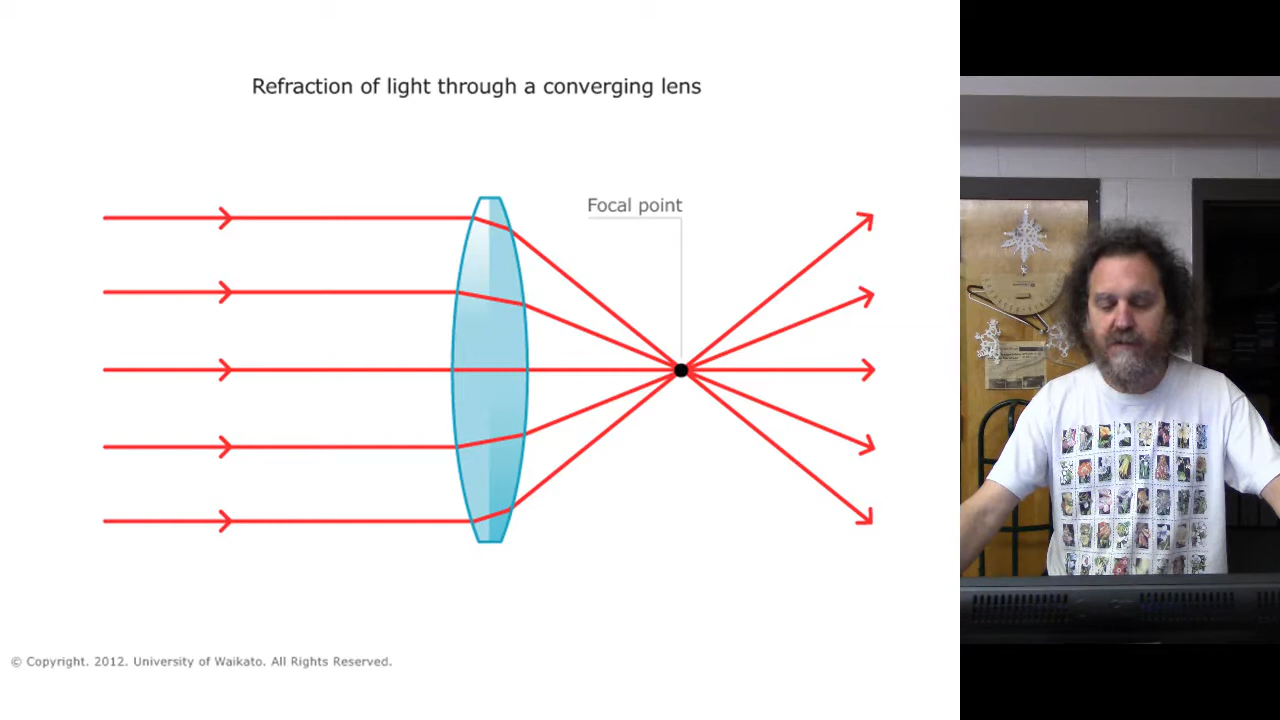 Refraction of light through a converging lens
Focal point
© Copyright. 2012. University of Waikato. All Rights Reserved.